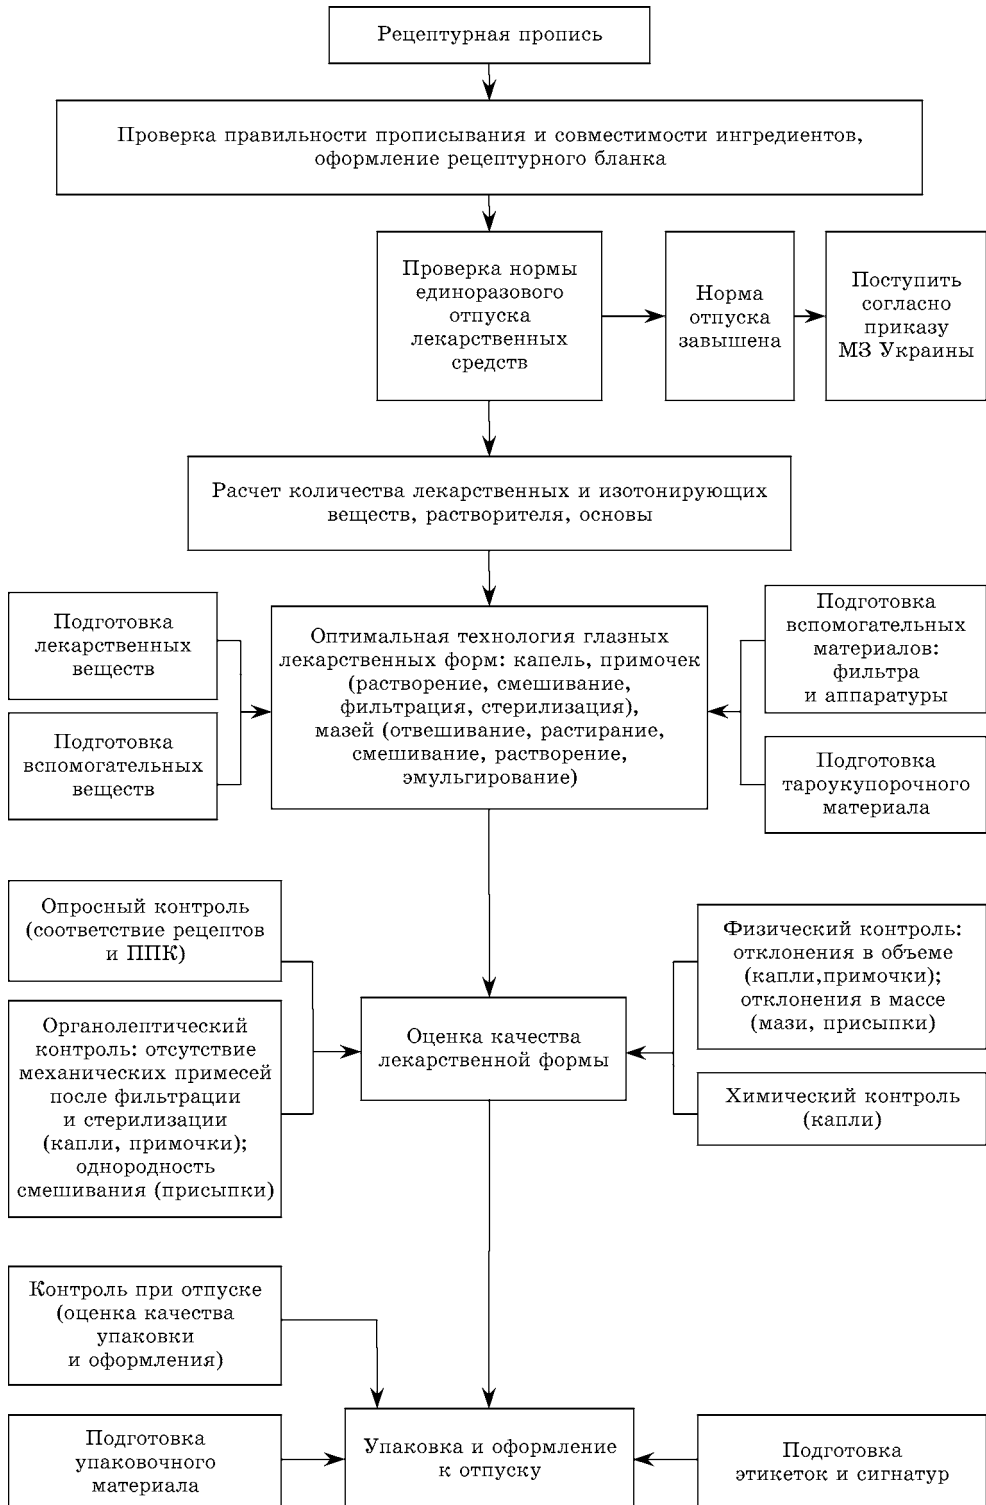 Рецептурная пропись
Проверка правильности прописывания и совместимости ингредиентов,
оформление рецептурного бланка
Проверка нормы
единоразового
отпуска
лекарственных
средств
Норма
отпуска
завышена
Поступить
согласно
приказу
МЗ Украины
Расчет количества лекарственных и изотонирующих
веществ, растворителя, основы
Подготовка
лекарственных
веществ
Подготовка
вспомогательных
веществ
Оптимальная технология глазных
лекарственных форм: капель, примочек
(растворение, смешивание,
фильтрация, стерилизация),
мазей (отвешивание, растирание,
смешивание, растворение,
эмульгирование)
Подготовка
вспомогательных
материалов:
фильтра
и аппаратуры
Подготовка
тароукупорочного
материала
Опросный контроль
(соответствие рецептов
и ППК)
Органолептический
контроль: отсутствие
механических примесей
после фильтрации
и стерилизации
(капли, примочки);
однородность
смешивания (присыпки)
Оценка качества
лекарственной формы
Физический контроль:
отклонения в объеме
(капли,примочки);
отклонения в массе
(мази, присыпки)
Химический контроль
(капли)
Контроль при отпуске
(оценка качества
упаковки
и оформления)
Подготовка
упаковочного
материала
Упаковка и оформление
к отпуску
Подготовка
этикеток и сигнатур